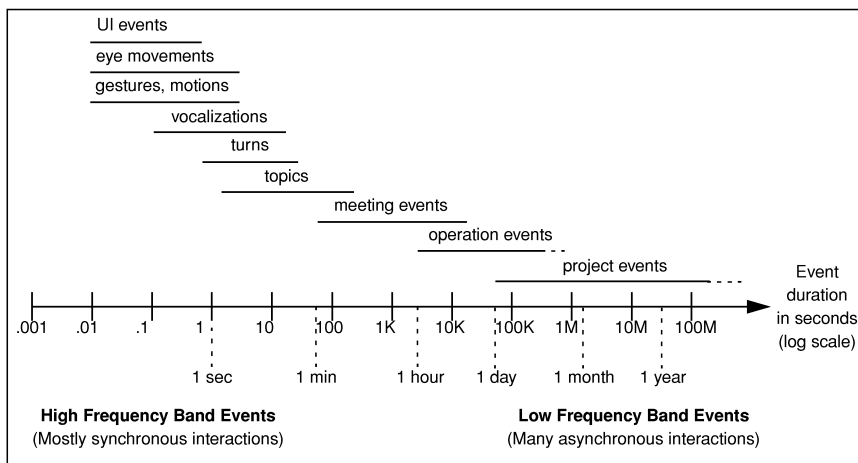 UI events
eye movements
gestures, motions
vocalizations
turns
topics
meeting events
operation events
project events
Event
duration
in seconds
(log scale)
.001 .01 .1 1 10 100 1K 10K 100K 1M 10M 100M
1 sec 1 min 1 hour 1 day 1 month 1 year
High Frequency Band Events
(Mostly synchronous interactions)
Low Frequency Band Events
(Many asynchronous interactions)